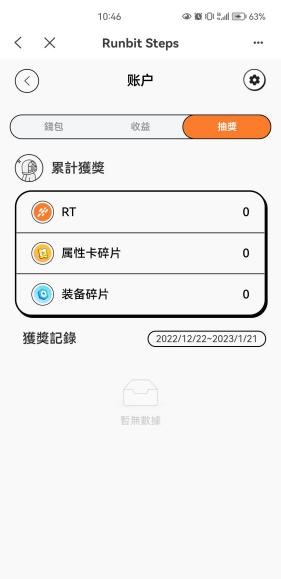 10:46 63%
Runbit Steps
账户
錢包 收益 抽獎
累計獲獎
RT 0
属性卡碎片 0
装备碎片 0
獲獎記錄 2022/12/22~2023/1/21
暫無數據